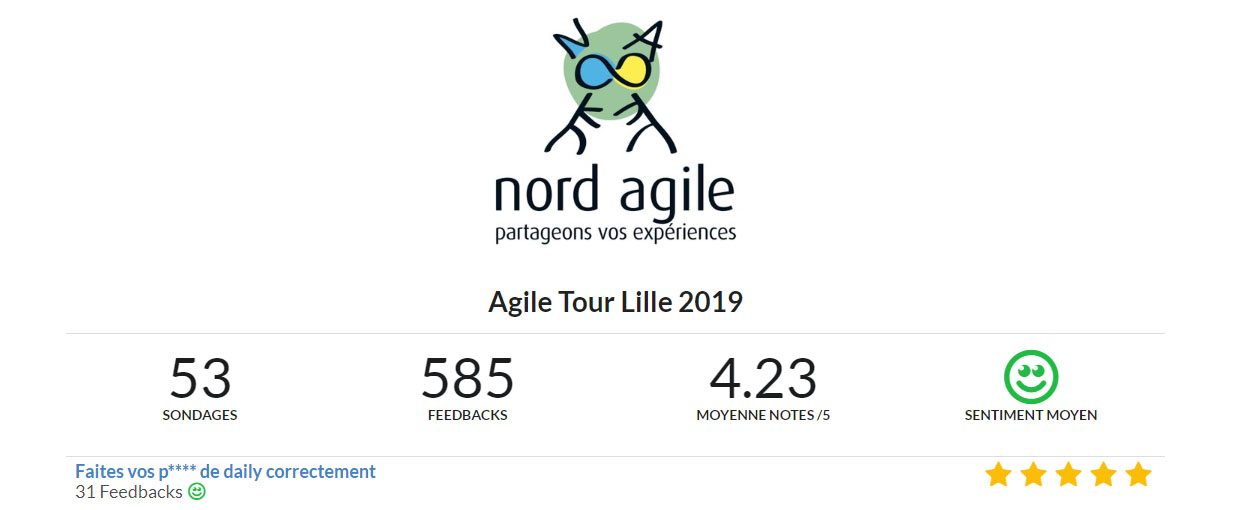 nord agile
partageons vos expériences
Agile Tour Lille 2019
53 585 4.23
SONDAGES FEEDBACKS MOYENNE NOTES /5 SENTIMENT MOYEN
Faites vos p**** de daily correctement
31 Feedbacks